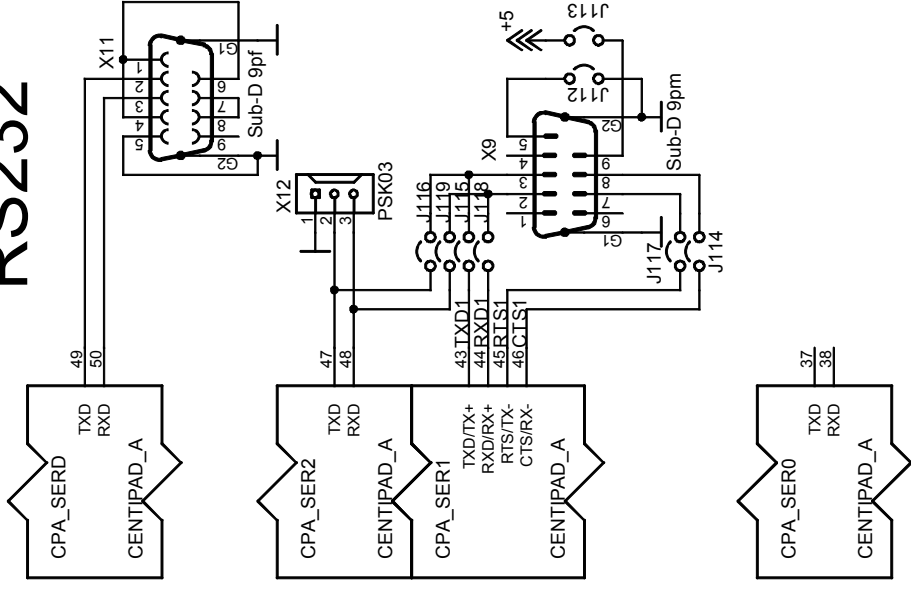 RS232
X11
1
2
3
4
5
6
7
8
9
G1
G2
Sub-D 9pf
49
50
TXD
RXD
CPA_SERD
CENTIPAD_A
X12
1
2
3
PSK03
47
48
TXD
RXD
CPA_SER2
CENTIPAD_A
+5
J113
J112
X9
5
4
3
2
1
9
8
7
6
G2
G1
Sub-D 9pm
J116
J119
J115
J118
J117
J114
43 TXD1
44 RXD1
45 RTS1
46 CTS1
TXD/TX+
RXD/RX+
RTS/TX-
CTS/RX-
CPA_SER1
CENTIPAD_A
37
38
TXD
RXD
CPA_SER0
CENTIPAD_A